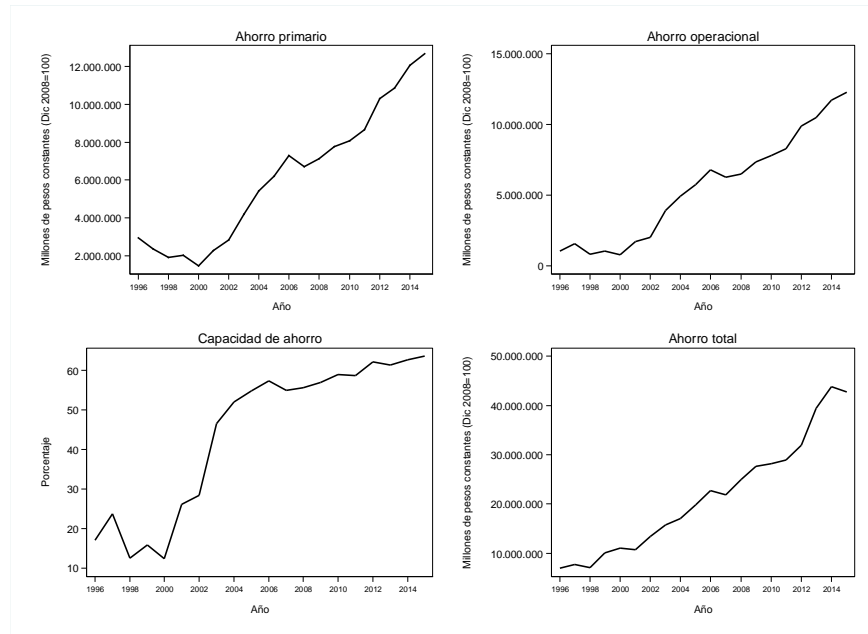 Ahorro primario
Millones de pesos constantes (Dic 2008=100)
12.000.000
10.000.000
8.000.000
6.000.000
4.000.000
2.000.000
1996 1998 2000 2002 2004 2006 2008 2010 2012 2014
Año
Ahorro operacional
Millones de pesos constantes (Dic 2008=100)
15.000.000
10.000.000
5.000.000
0
1996 1998 2000 2002 2004 2006 2008 2010 2012 2014
Año
Capacidad de ahorro
Porcentaje
60
50
40
30
20
10
1996 1998 2000 2002 2004 2006 2008 2010 2012 2014
Año
Ahorro total
Millones de pesos constantes (Dic 2008=100)
50.000.000
40.000.000
30.000.000
20.000.000
10.000.000
1996 1998 2000 2002 2004 2006 2008 2010 2012 2014
Año